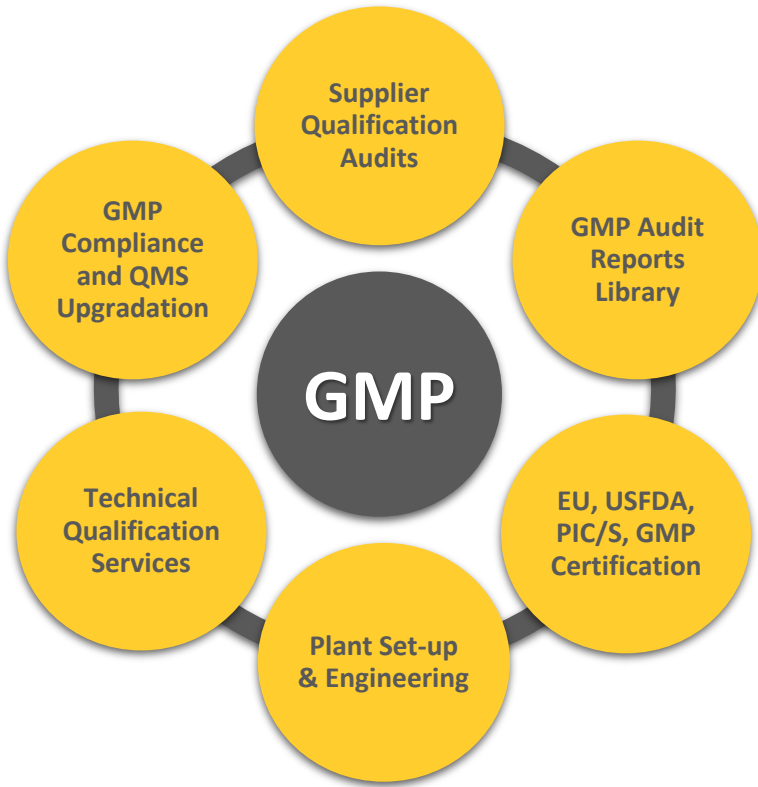 Supplier
Qualification
Audits
GMP Audit
Reports
Library
EU, USFDA,
PIC/S, GMP
Certification
Plant Set-up
& Engineering
Technical
Qualification
Services
GMP
Compliance
and QMS
Upgradation
GMP